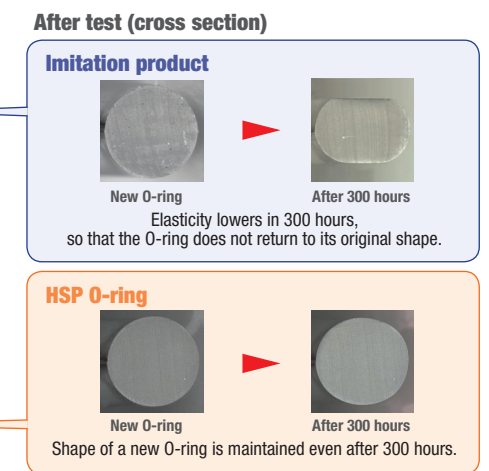 After test (cross section)
Imitation product
New O-ring
After 300 hours
Elasticity lowers in 300 hours,
so that the O-ring does not return to its original shape.
HSP O-ring
New O-ring
After 300 hours
Shape of a new O-ring is maintained even after 300 hours.